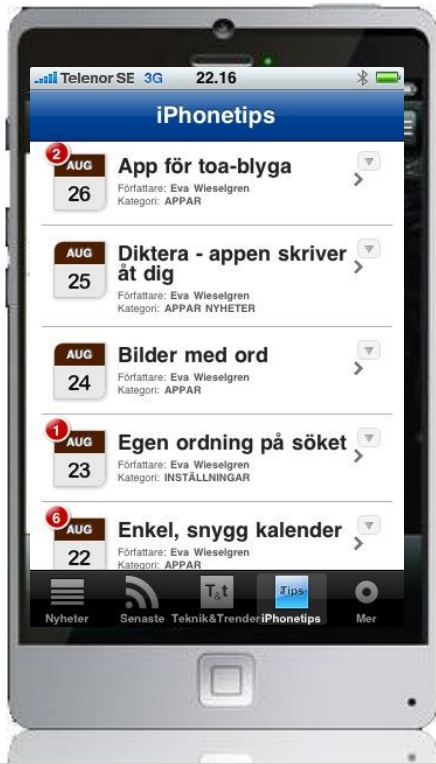 Telenor SE 3G 22.16
iPhonetips
2
AUG
26
App för toa-blyga
Författare: Eva Wieselgren
Kategori: APPAR
AUG
25
Diktera - appen skriver
åt dig
Författare: Eva Wieselgren
Kategori: APPAR NYHETER
AUG
24
Bilder med ord
Författare: Eva Wieselgren
Kategori: APPAR
1
AUG
23
Egen ordning på söket
Författare: Eva Wieselgren
Kategori: INSTÄLLNINGAR
6
AUG
22
Enkel, snygg kalender
Författare: Eva Wieselgren
Kategori: APPAR
T&t Tips
Nyheter Senaste Teknik&Trender iPhonetips Mer